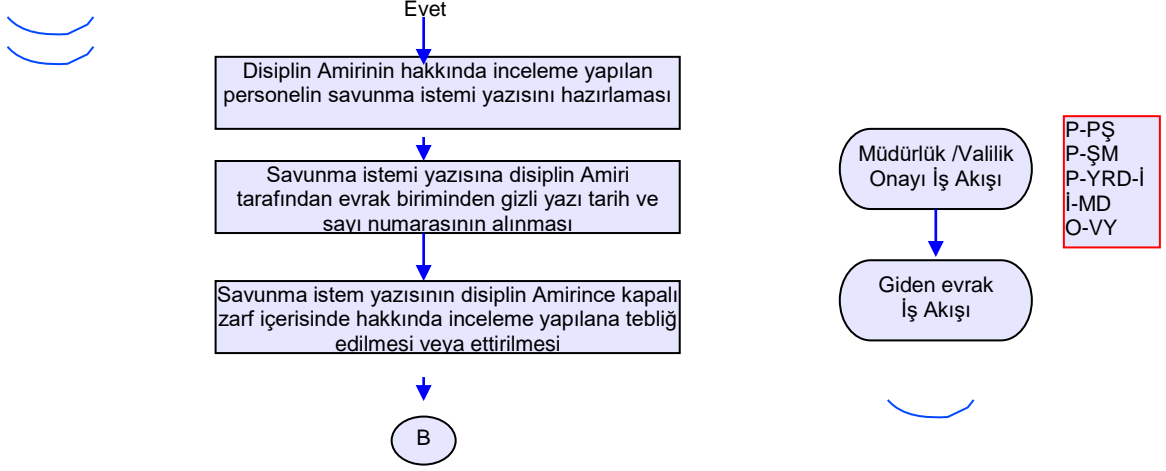 Evet
Disiplin Amirinin hakkında inceleme yapılan
personelin savunma istemi yazısını hazırlaması
Savunma istemi yazısına disiplin Amiri
tarafından evrak biriminden gizli yazı tarih ve
sayı numarasının alınması
Savunma istem yazısının disiplin Amirince kapalı
zarf içerisinde hakkında inceleme yapılana tebliğ
edilmesi veya ettirilmesi
B
Müdürlük /Valilik
Onayı İş Akışı
Giden evrak
İş Akışı
P-PŞ
P-ŞM
P-YRD-İ
İ-MD
O-VY